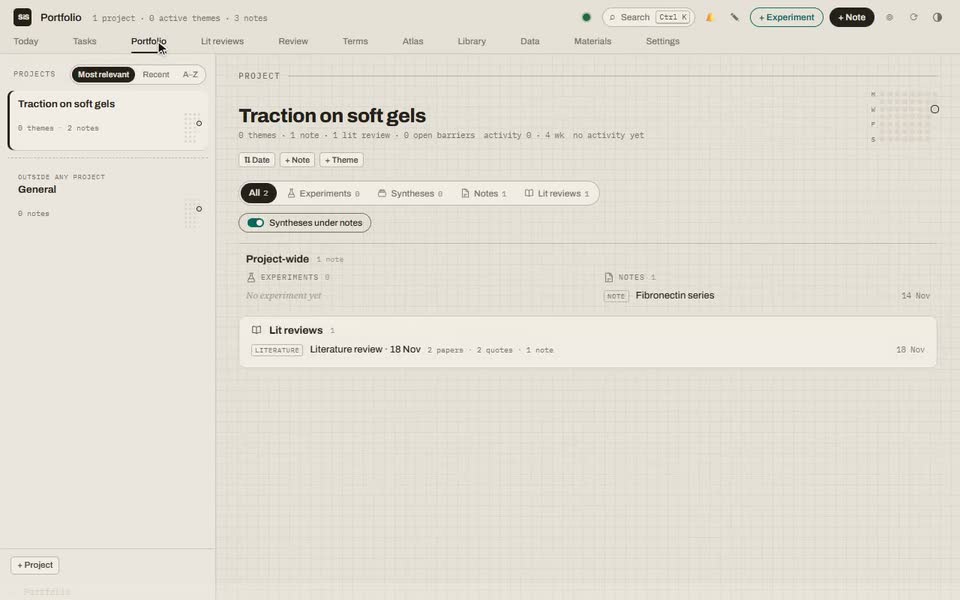 SiS Portfolio 1 project · 0 active themes · 3 notes Search Ctrl K + Experiment + Note
Today Tasks Portfolio Lit reviews Review Terms Atlas Library Data Materials Settings
PROJECTS Most relevant Recent A–Z
Traction on soft gels
0 themes · 2 notes
OUTSIDE ANY PROJECT
General
0 notes
+ Project
Portfolio
PROJECT
Traction on soft gels
0 themes · 1 note · 1 lit review · 0 open barriers activity 0 · 4 wk no activity yet
M
W
F
S
Date + Note + Theme
All 2 Experiments 0 Syntheses 0 Notes 1 Lit reviews 1
Syntheses under notes
Project-wide 1 note
EXPERIMENTS 0 NOTES 1
No experiment yet NOTE Fibronectin series 14 Nov
Lit reviews 1
LITERATURE Literature review · 18 Nov 2 papers · 2 quotes · 1 note 18 Nov